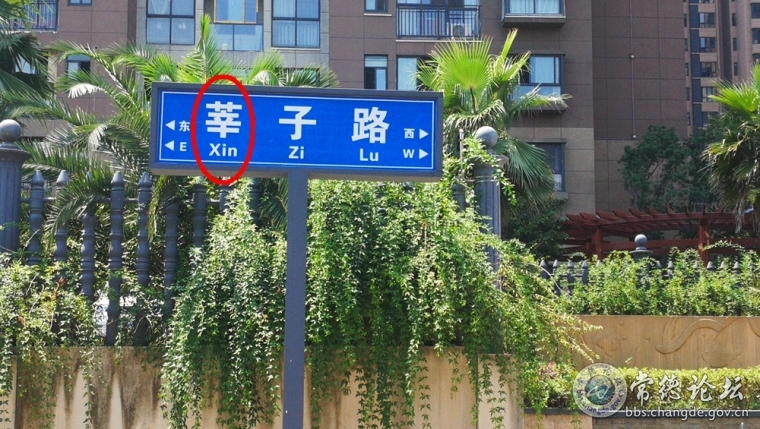 ◀东 莘子路 西▶
◀E Xin Zi Lu W▶
常德论坛
bbs.changde.gov.cn